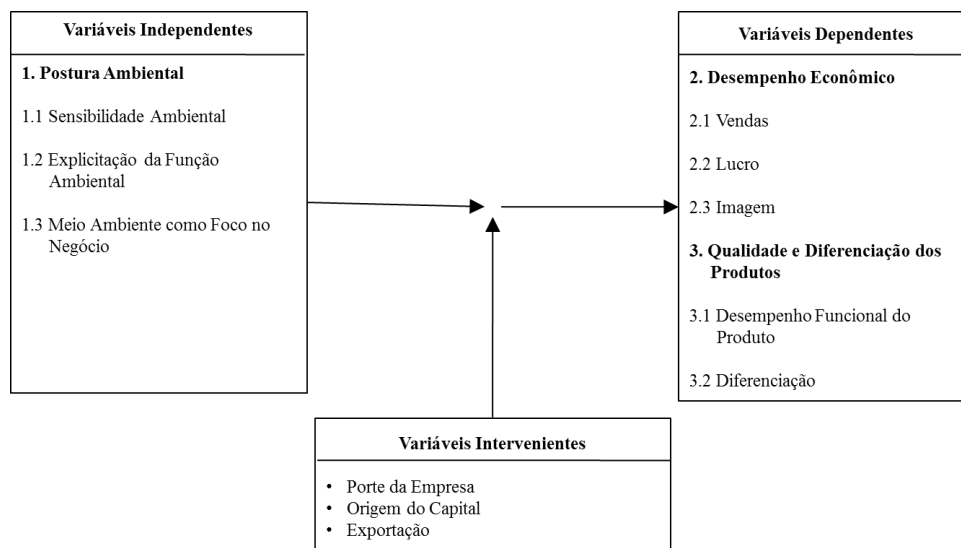 Variáveis Independentes
1. Postura Ambiental
1.1 Sensibilidade Ambiental
1.2 Explicitação da Função
Ambiental
1.3 Meio Ambiente como Foco no
Negócio
Variáveis Dependentes
2. Desempenho Econômico
2.1 Vendas
2.2 Lucro
2.3 Imagem
3. Qualidade e Diferenciação dos
Produtos
3.1 Desempenho Funcional do
Produto
3.2 Diferenciação
Variáveis Intervenientes
• Porte da Empresa
• Origem do Capital
• Exportação